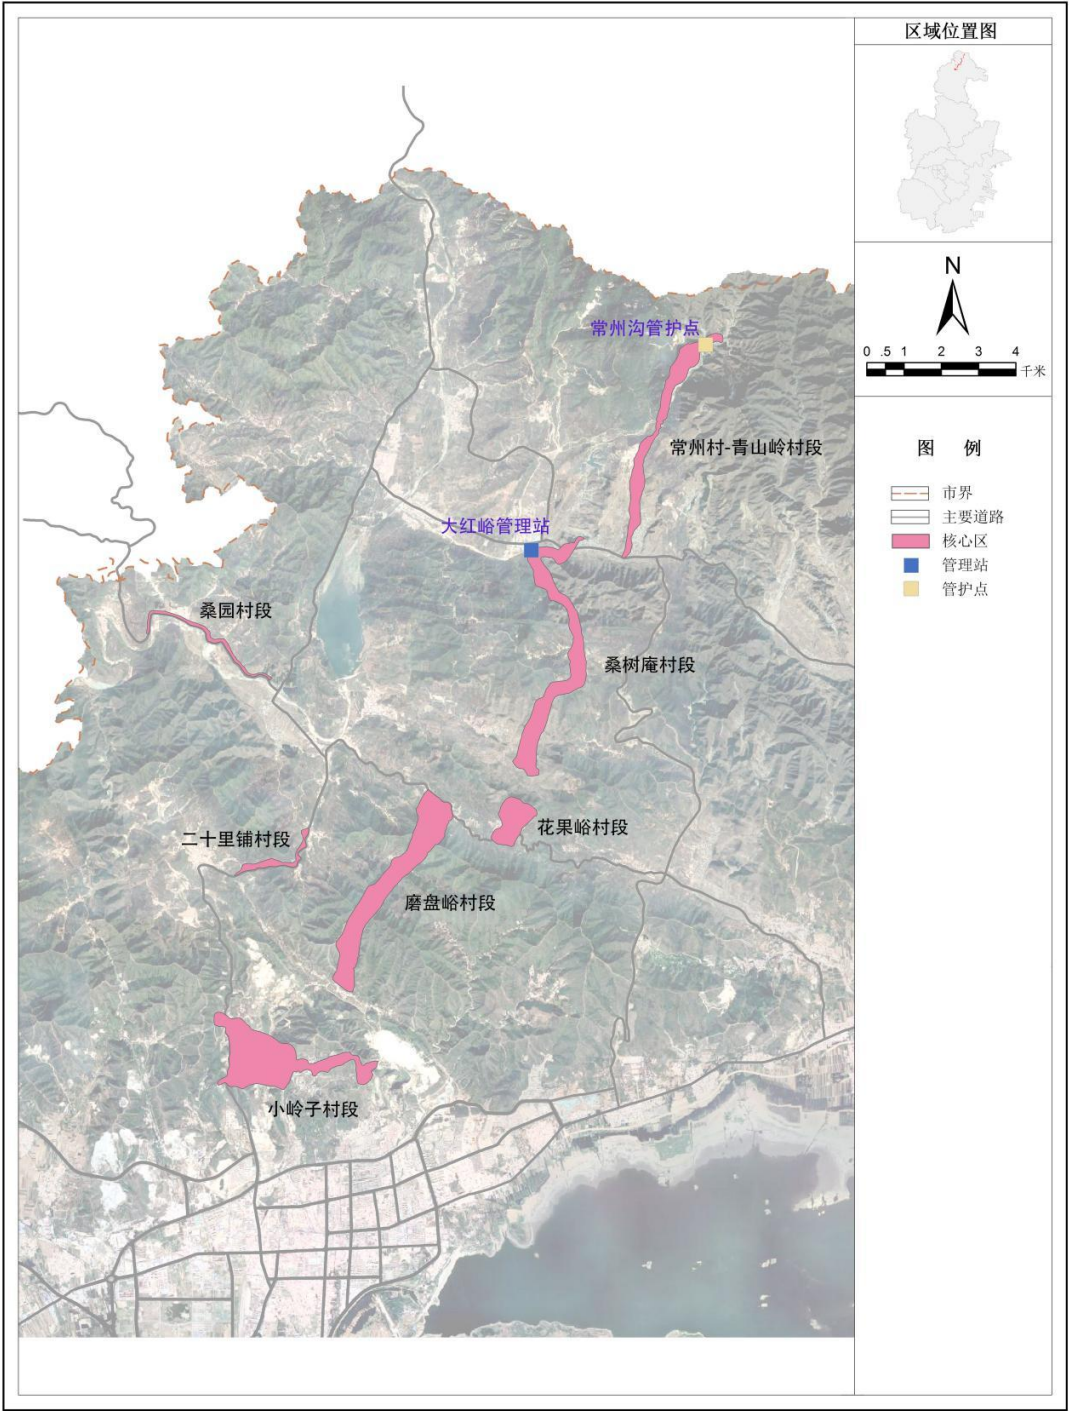 区域位置图
N
0 .5 1 2 3 4
千米
常州沟管护点
常州村-青山岭村段
图 例
市界
主要道路
核心区
管理站
管护点
大红峪管理站
桑园村段
桑树庵村段
花果峪村段
二十里铺村段
磨盘峪村段
小岭子村段